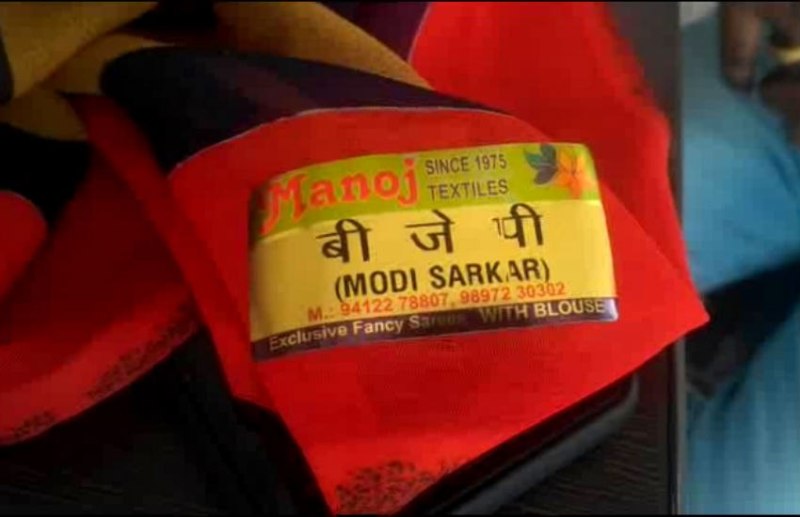 Manoj SINCE 1975
TEXTILES
बी जे पी
(MODI SARKAR)
M.: 94122 78807, 98972 30302
Exclusive Fancy Sarees WITH BLOUSE